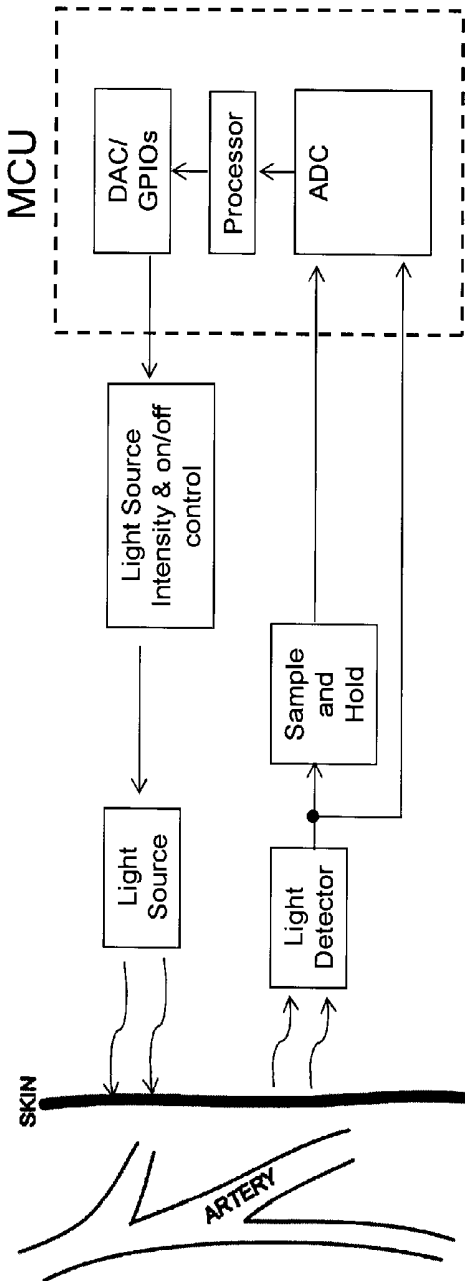 MCU
DAC/
GPIOs
Processor
ADC
Light Source
Intensity & on/off
control
Light
Source
Sample
and
Hold
Light
Detector
SKIN
ARTERY